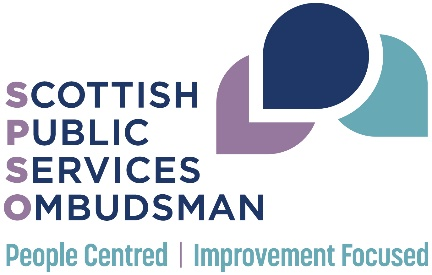 SCOTTISH
PUBLIC
SERVICES
OMBUDSMAN
People Centred | Improvement Focused